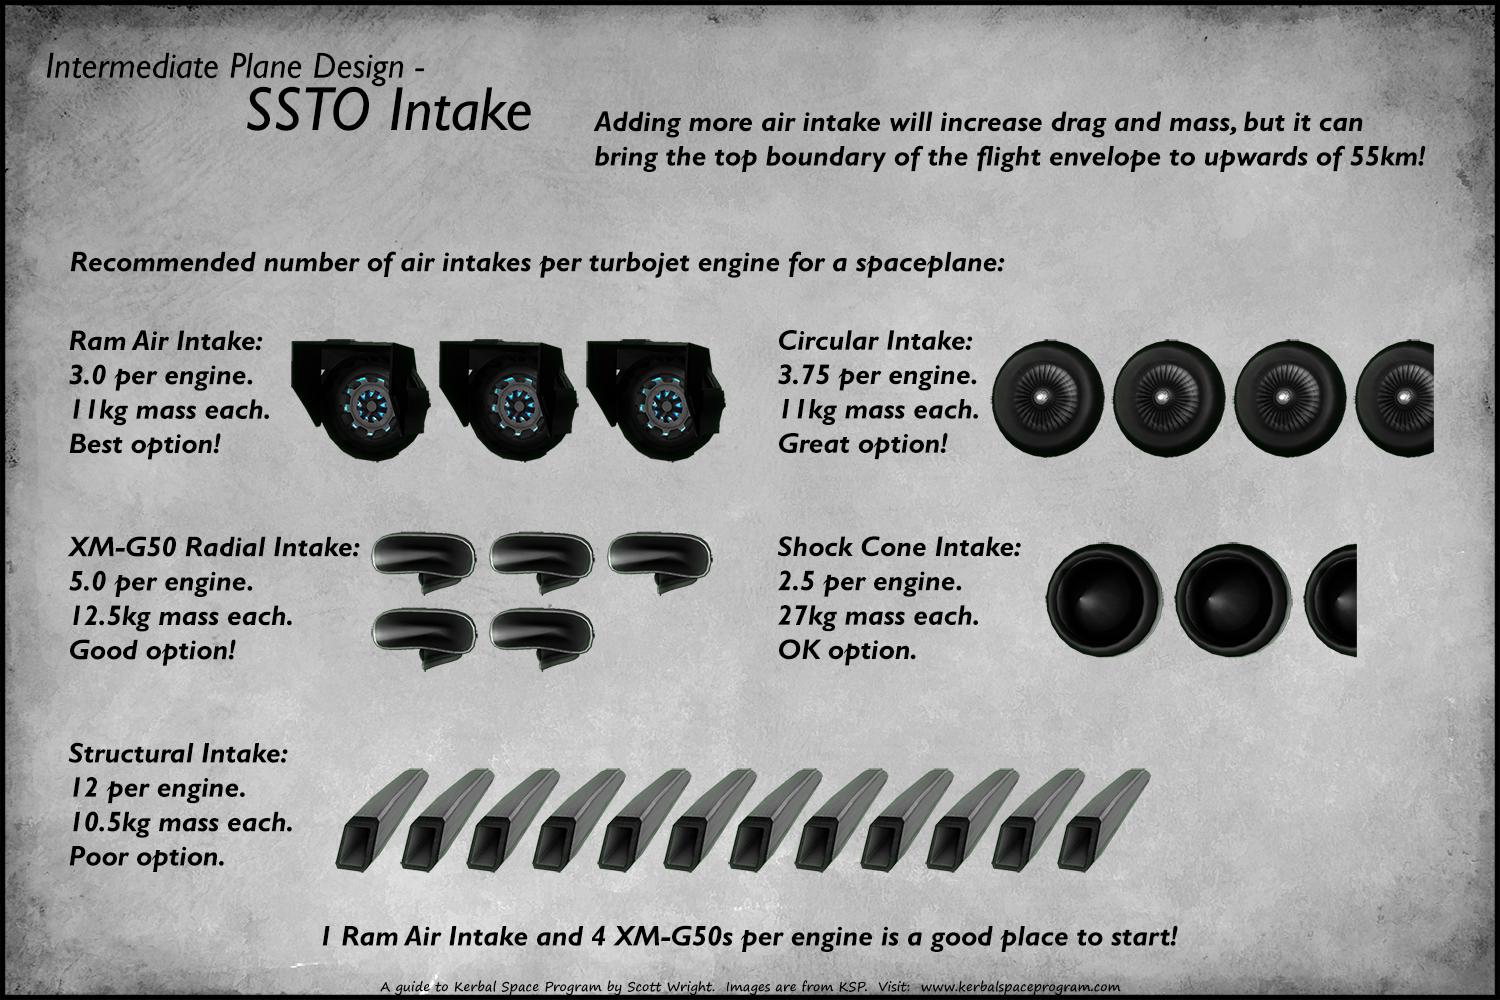 Intermediate Plane Design -
SSTO Intake
Adding more air intake will increase drag and mass, but it can
bring the top boundary of the flight envelope to upwards of 55km!
Recommended number of air intakes per turbojet engine for a spaceplane:
Ram Air Intake:
3.0 per engine.
11kg mass each.
Best option!
Circular Intake:
3.75 per engine.
11kg mass each.
Great option!
XM-G50 Radial Intake:
5.0 per engine.
12.5kg mass each.
Good option!
Shock Cone Intake:
2.5 per engine.
27kg mass each.
OK option.
Structural Intake:
12 per engine.
10.5kg mass each.
Poor option.
1 Ram Air Intake and 4 XM-G50s per engine is a good place to start!
A guide to Kerbal Space Program by Scott Wright. Images are from KSP. Visit: www.kerbalspaceprogram.com